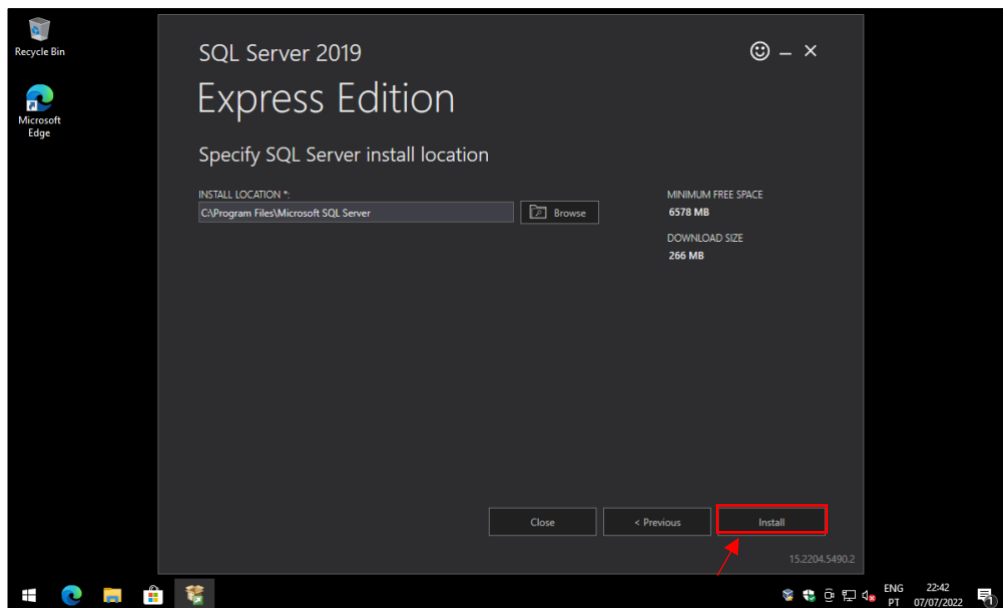 Recycle Bin
Microsoft
Edge
SQL Server 2019
Express Edition
Specify SQL Server install location
INSTALL LOCATION *:
C:\Program Files\Microsoft SQL Server
Browse
MINIMUM FREE SPACE
6578 MB
DOWNLOAD SIZE
266 MB
Close
< Previous
Install
15.2204.5490.2
ENG
PT
22:42
07/07/2022
1